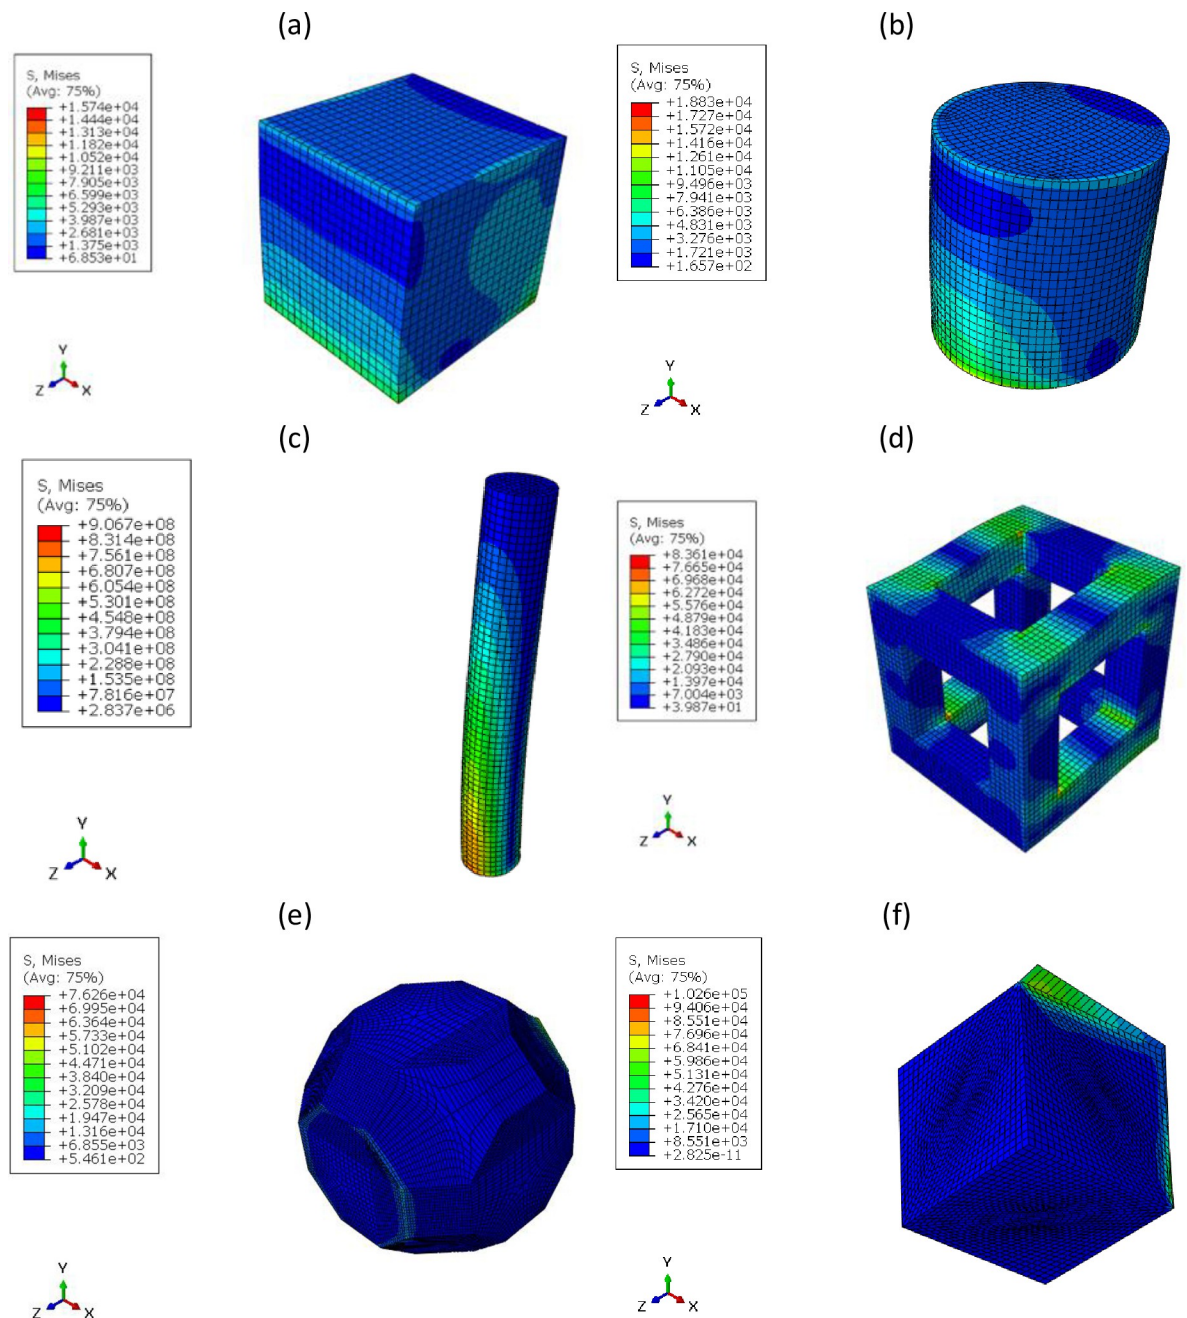 (a)
S, Mises
(Avg: 75%)
+1.574e+04
+1.444e+04
+1.313e+04
+1.182e+04
+1.052e+04
+9.211e+03
+7.905e+03
+6.599e+03
+5.293e+03
+3.987e+03
+2.681e+03
+1.375e+03
+6.853e+01
Y
Z
X
(b)
S, Mises
(Avg: 75%)
+1.883e+04
+1.727e+04
+1.572e+04
+1.416e+04
+1.261e+04
+1.105e+04
+9.496e+03
+7.941e+03
+6.386e+03
+4.831e+03
+3.276e+03
+1.721e+03
+1.657e+02
Y
Z
X
(c)
S, Mises
(Avg: 75%)
+9.067e+08
+8.314e+08
+7.561e+08
+6.807e+08
+6.054e+08
+5.301e+08
+4.548e+08
+3.794e+08
+3.041e+08
+2.288e+08
+1.535e+08
+7.816e+07
+2.837e+06
Y
Z
X
(d)
S, Mises
(Avg: 75%)
+8.361e+04
+7.665e+04
+6.968e+04
+6.272e+04
+5.576e+04
+4.879e+04
+4.183e+04
+3.486e+04
+2.790e+04
+2.093e+04
+1.397e+04
+7.004e+03
+3.987e+01
Y
Z
X
(e)
S, Mises
(Avg: 75%)
+7.626e+04
+6.995e+04
+6.364e+04
+5.733e+04
+5.102e+04
+4.471e+04
+3.840e+04
+3.209e+04
+2.578e+04
+1.947e+04
+1.316e+04
+6.855e+03
+5.461e+02
Y
Z
X
(f)
S, Mises
(Avg: 75%)
+1.026e+05
+9.406e+04
+8.551e+04
+7.696e+04
+6.841e+04
+5.986e+04
+5.131e+04
+4.276e+04
+3.420e+04
+2.565e+04
+1.710e+04
+8.551e+03
+2.825e-11
Y
Z
X